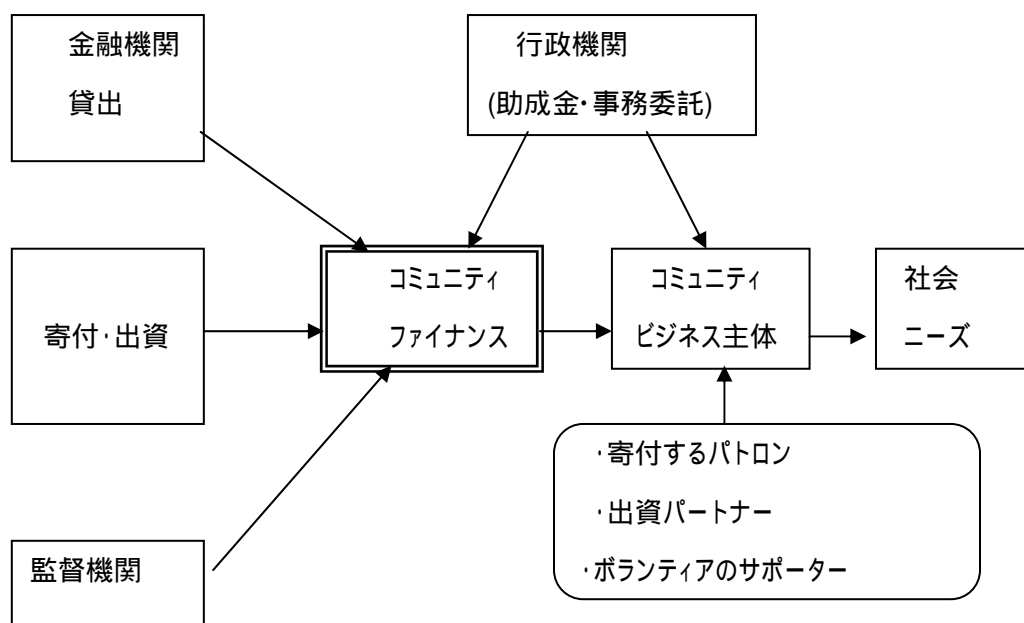 金融機関
貸出
行政機関
(助成金・事務委託)
寄付・出資
コミュニティ
ファイナンス
コミュニティ
ビジネス主体
社会
ニーズ
・寄付するパトロン
・出資パートナー
・ボランティアのサポーター
監督機関